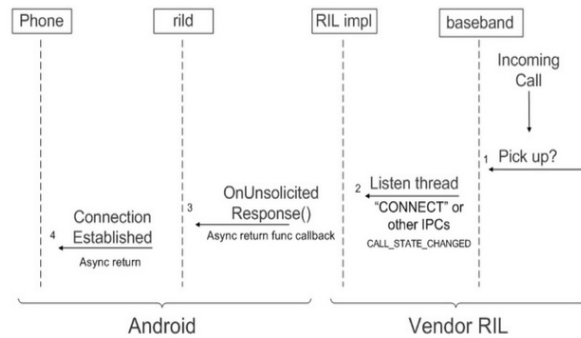 Phone
rild
RIL impl
baseband
Incoming
Call
1
Pick up?
2
Listen thread
"CONNECT" or
other IPCs
CALL_STATE_CHANGED
3
OnUnsolicited
Response()
Async return func callback
4
Connection
Established
Async return
Android
Vendor RIL